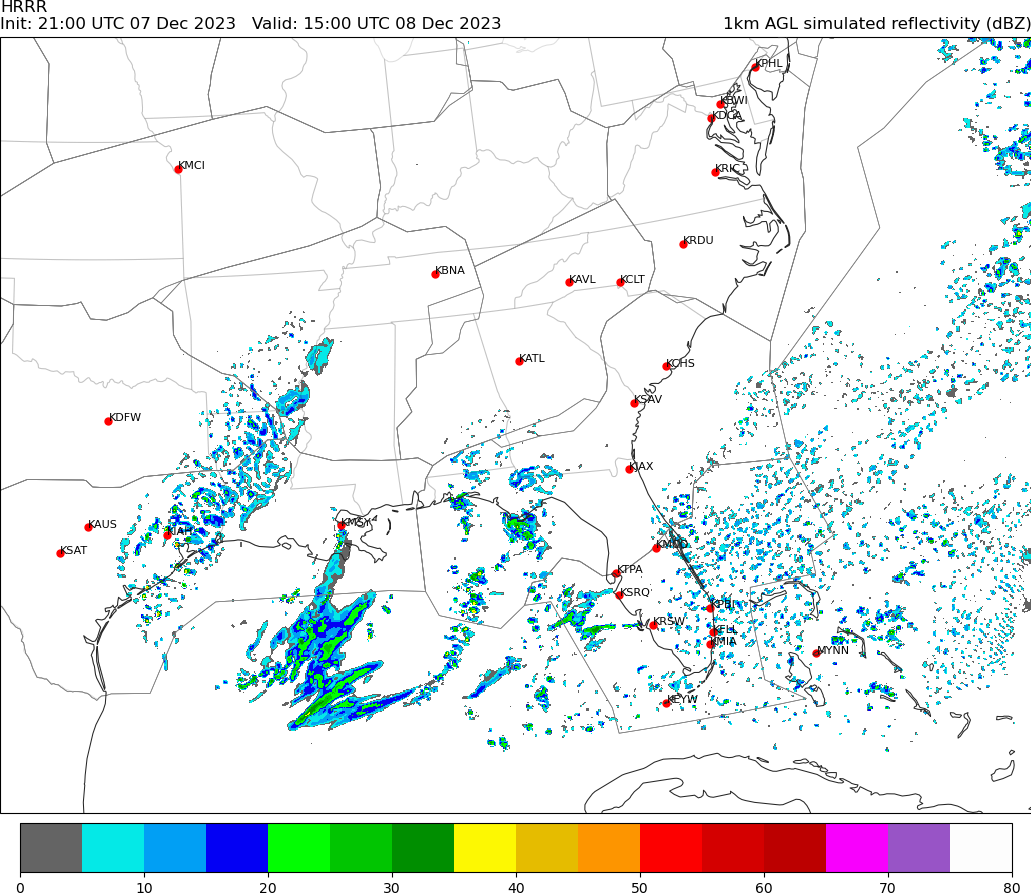 HRRR
Init: 21:00 UTC 07 Dec 2023   Valid: 15:00 UTC 08 Dec 2023   1km AGL simulated reflectivity (dBZ)
KPHL
KBWI
KDCA
KMCI
KRIC
KRDU
KBNA
KAVL
KCLT
KATL
KCHS
KSAV
KDFW
KJAX
KAUS
KMSY
KIAH
KSAT
KMCO
KTPA
KSRQ
KPBI
KRSW
KFLL
KMIA
MYNN
KEYW
0 10 20 30 40 50 60 70 80